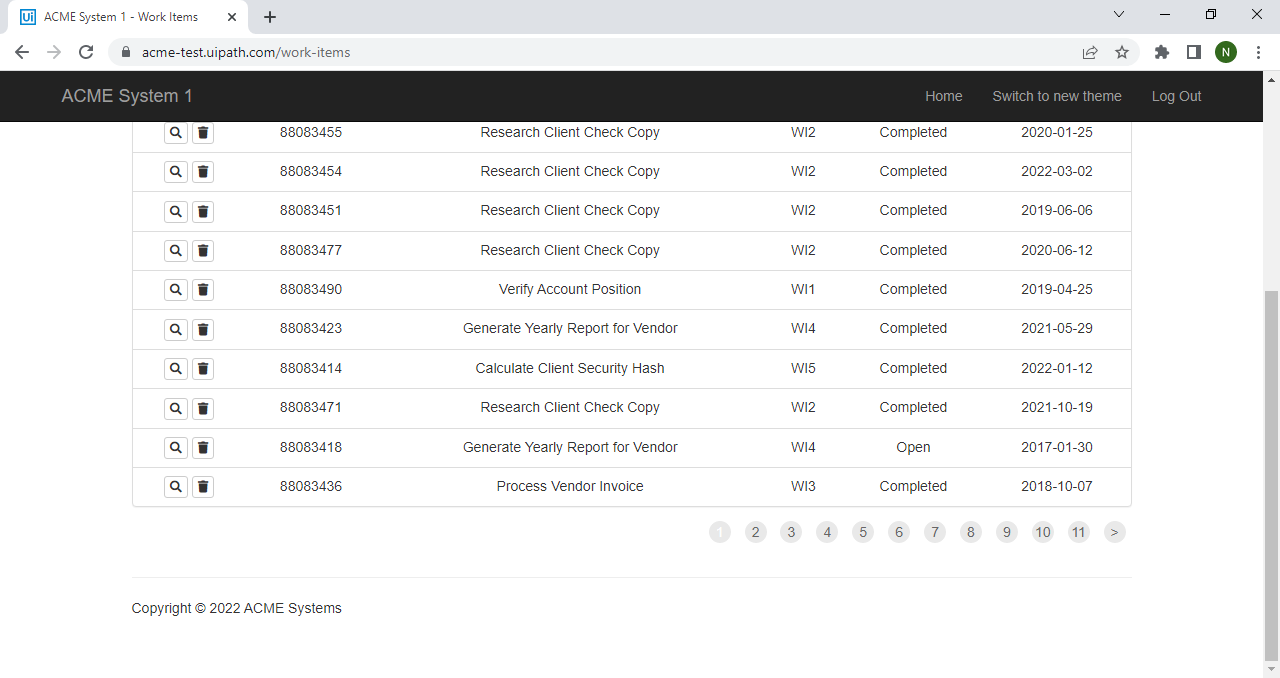 ACME System 1 - Work Items
acme-test.uipath.com/work-items
N
ACME System 1 Home Switch to new theme Log Out
88083455 Research Client Check Copy WI2 Completed 2020-01-25
88083454 Research Client Check Copy WI2 Completed 2022-03-02
88083451 Research Client Check Copy WI2 Completed 2019-06-06
88083477 Research Client Check Copy WI2 Completed 2020-06-12
88083490 Verify Account Position WI1 Completed 2019-04-25
88083423 Generate Yearly Report for Vendor WI4 Completed 2021-05-29
88083414 Calculate Client Security Hash WI5 Completed 2022-01-12
88083471 Research Client Check Copy WI2 Completed 2021-10-19
88083418 Generate Yearly Report for Vendor WI4 Open 2017-01-30
88083436 Process Vendor Invoice WI3 Completed 2018-10-07
1 2 3 4 5 6 7 8 9 10 11 >
Copyright © 2022 ACME Systems